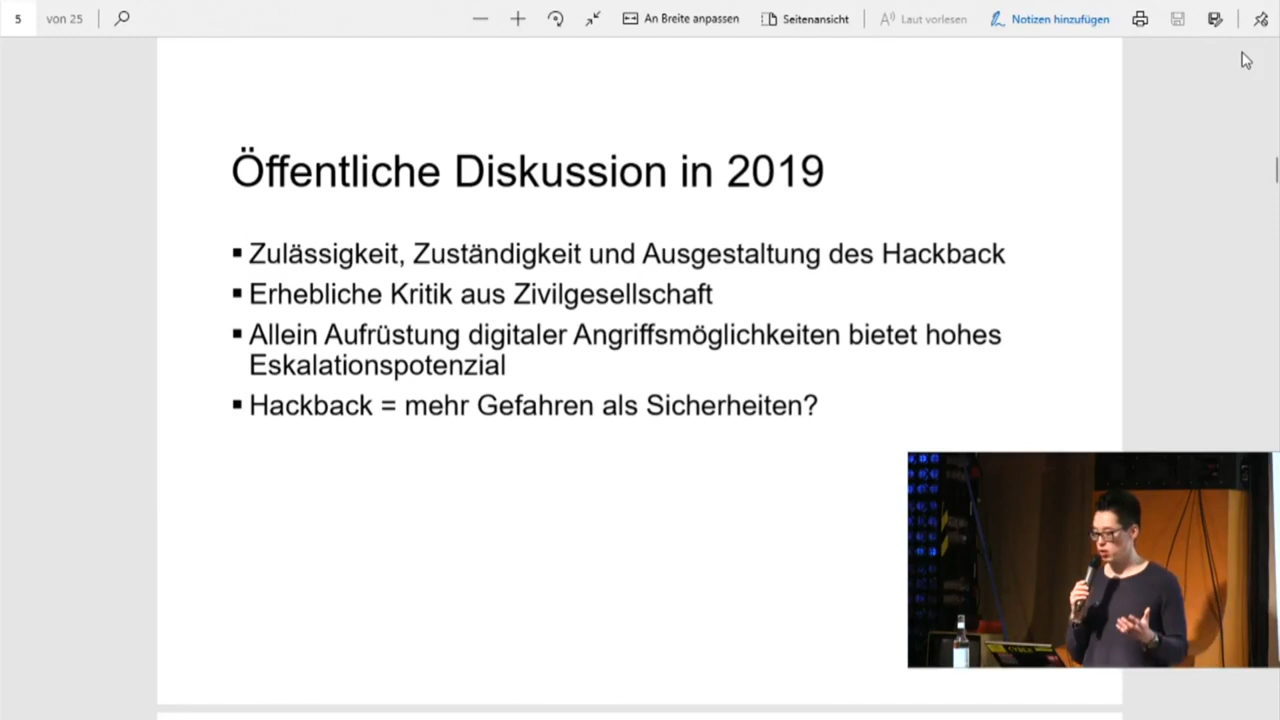 5 von 25 An Breite anpassen Seitenansicht Laut vorlesen Notizen hinzufügen
Öffentliche Diskussion in 2019
▪ Zulässigkeit, Zuständigkeit und Ausgestaltung des Hackback
▪ Erhebliche Kritik aus Zivilgesellschaft
▪ Allein Aufrüstung digitaler Angriffsmöglichkeiten bietet hohes
Eskalationspotenzial
▪ Hackback = mehr Gefahren als Sicherheiten?
CYBER